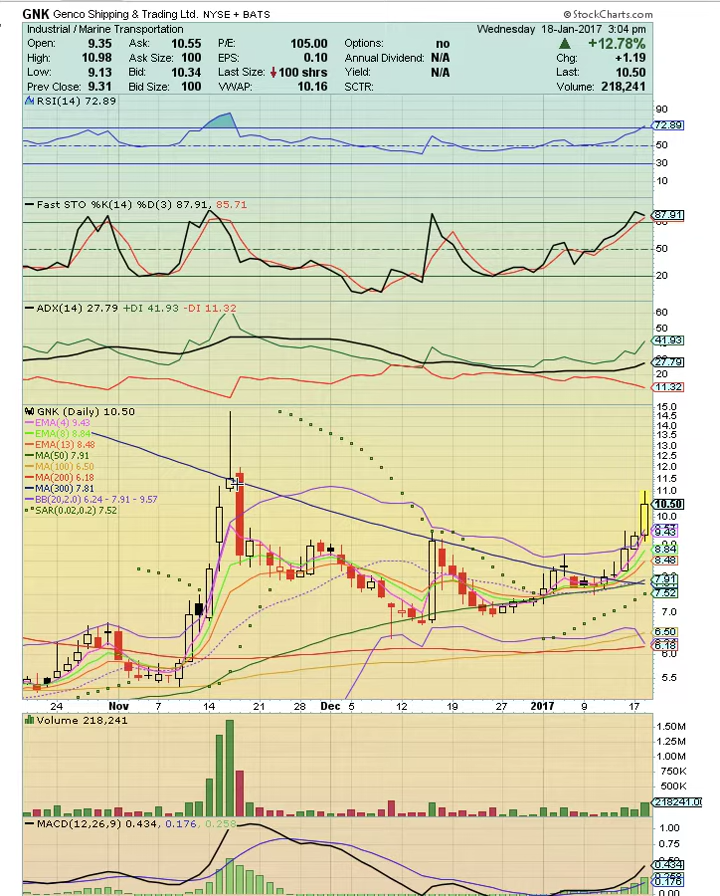 GNK Genco Shipping & Trading Ltd. NYSE + BATS © StockCharts.com
Industrial / Marine Transportation Wednesday 18-Jan-2017 3:04 pm
Open: 9.35 Ask: 10.55 P/E: 105.00 Options: no ▲ +12.78%
High: 10.98 Ask Size: 100 EPS: 0.10 Annual Dividend: N/A Chg: +1.19
Low: 9.13 Bid: 10.34 Last Size: 100 shrs Yield: N/A Last: 10.50
Prev Close: 9.31 Bid Size: 100 VWAP: 10.16 SCTR: Volume: 218,241
RSI(14) 72.89
90
72.89
50
30
10
Fast STO %K(14) %D(3) 87.91, 85.71
87.91
80
50
20
ADX(14) 27.79 +DI 41.93 -DI 11.32
60
50
41.93
27.79
20
11.32
GNK (Daily) 10.50
EMA(4) 9.43
EMA(8) 8.84
EMA(13) 8.48
MA(50) 7.91
MA(100) 6.50
MA(200) 6.18
MA(300) 7.81
BB(20,2.0) 6.24 - 7.91 - 9.57
SAR(0.02,0.2) 7.52
15.0
14.5
14.0
13.5
13.0
12.5
12.0
11.5
11.0
10.50
10.0
9.43
8.84
8.48
7.91
7.52
7.0
6.50
6.18
6.0
5.5
24 Nov 7 14 21 28 Dec 5 12 19 27 2017 9 17
Volume 218,241
1.50M
1.25M
1.00M
750K
500K
218241.0
MACD(12,26,9) 0.434, 0.176, 0.258
1.00
0.75
0.434
0.258
0.176
0.00